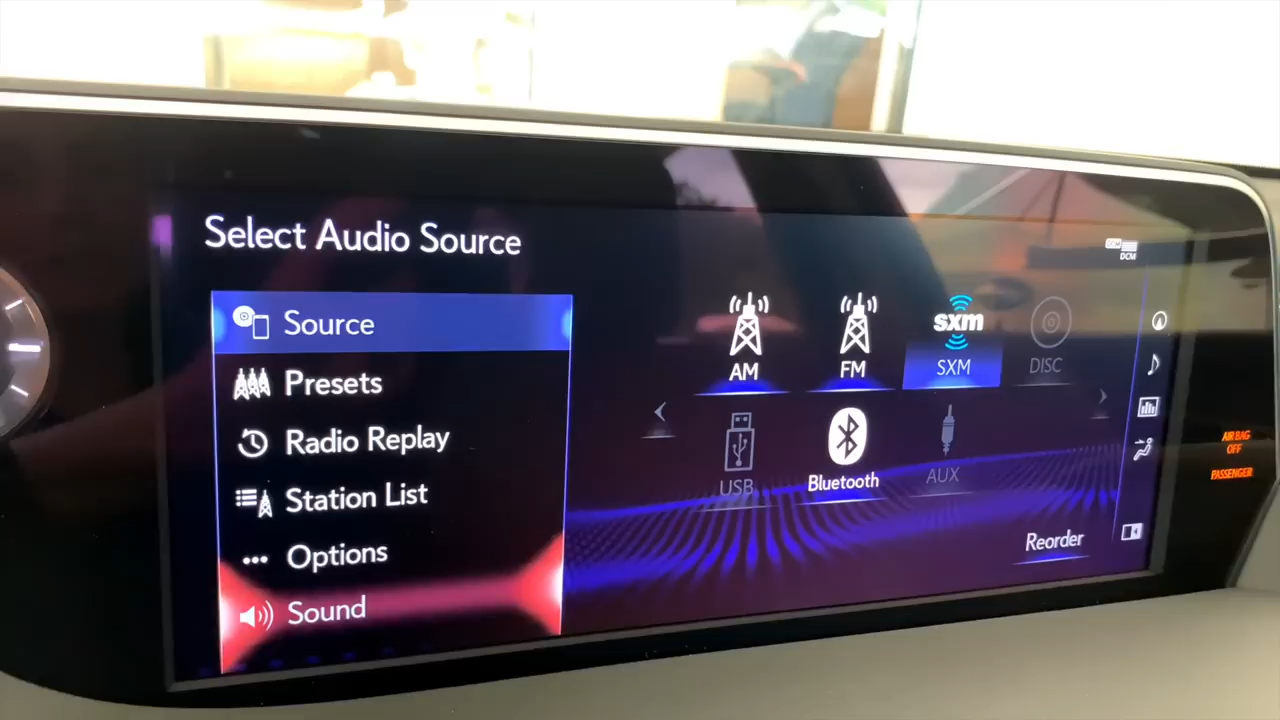 Select Audio Source
Source
Presets
Radio Replay
Station List
Options
Sound
AM
FM
sxm
SXM
DISC
USB
Bluetooth
AUX
Reorder
DCM
AIR BAG
OFF
PASSENGER